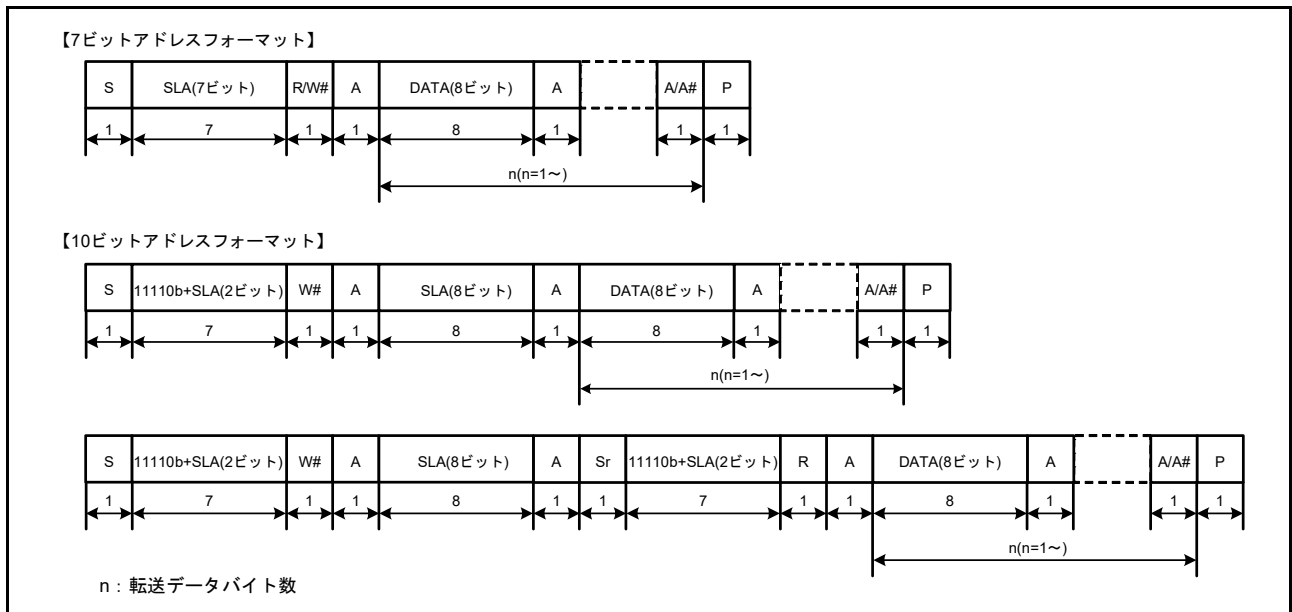 【7ビットアドレスフォーマット】
S SLA(7ビット) R/W# A DATA(8ビット) A A/A# P
1 7 1 1 8 1 1 1
n(n=1～)
【10ビットアドレスフォーマット】
S 11110b+SLA(2ビット) W# A SLA(8ビット) A DATA(8ビット) A A/A# P
1 7 1 1 8 1 8 1 1 1
n(n=1～)
S 11110b+SLA(2ビット) W# A SLA(8ビット) A Sr 11110b+SLA(2ビット) R A DATA(8ビット) A A/A# P
1 7 1 1 8 1 1 7 1 1 8 1 1 1
n(n=1～)
n：転送データバイト数